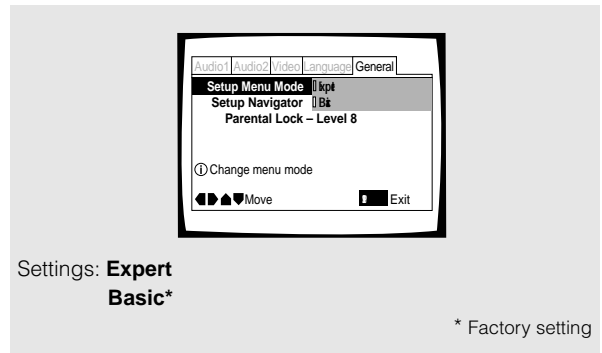 Audio1 Audio2 Video Language General
Setup Menu Mode
Setup Navigator
Parental Lock – Level 8
ⓘ Change menu mode
Move Exit
Settings: Expert
Basic*
* Factory setting